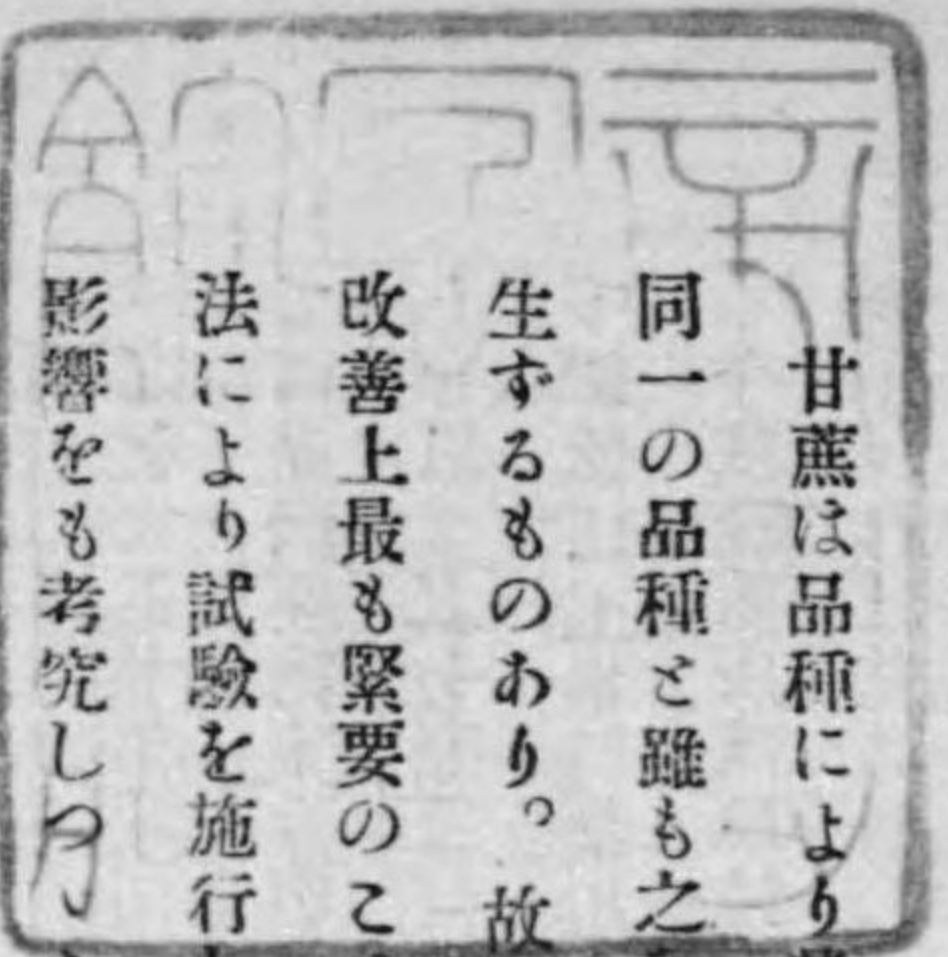 甘蔗は品種により
同一の品種と雖も之
生ずるものあり。故
改善上最も緊要のこ
法により試驗を施行
影響をも考究しつ